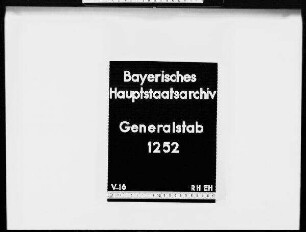 Bayerisches
Hauptstaatsarchiv
Generalstab
1252
V-16 RH EH